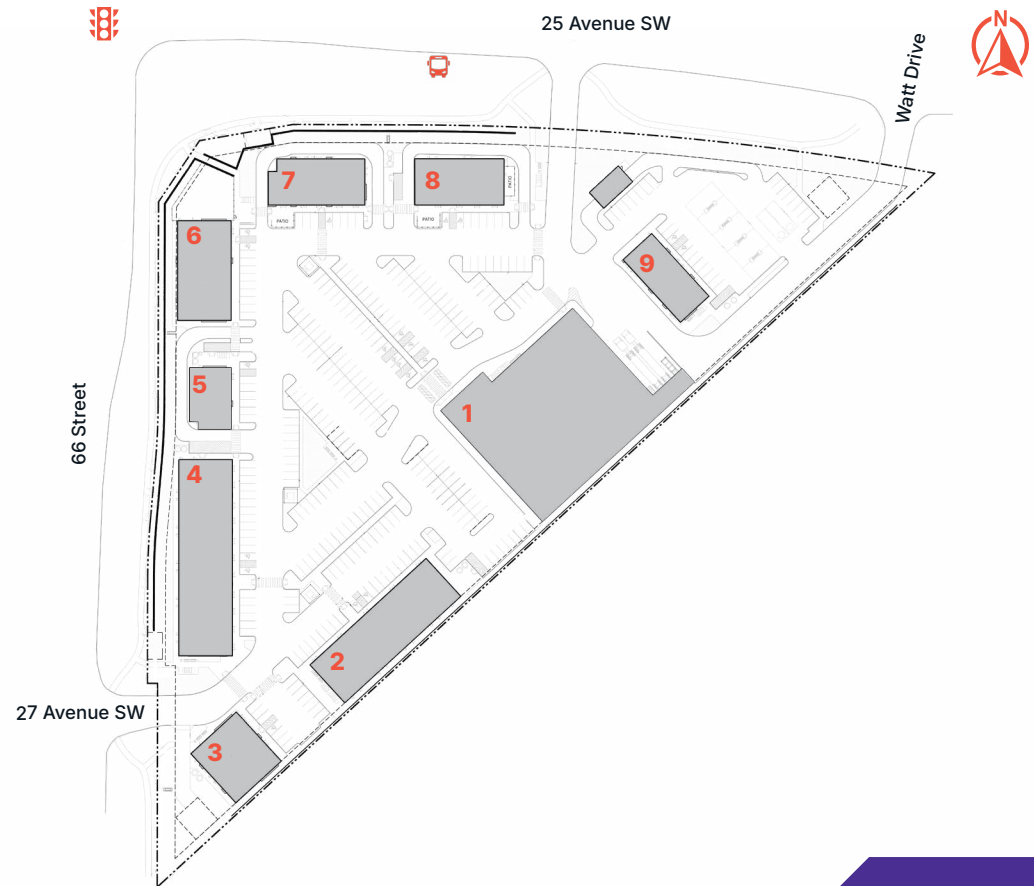 25 Avenue SW
N
Watt Drive
7
8
PATIO
PATIO
PATIO
6
9
5
1
66 Street
4
2
27 Avenue SW
3